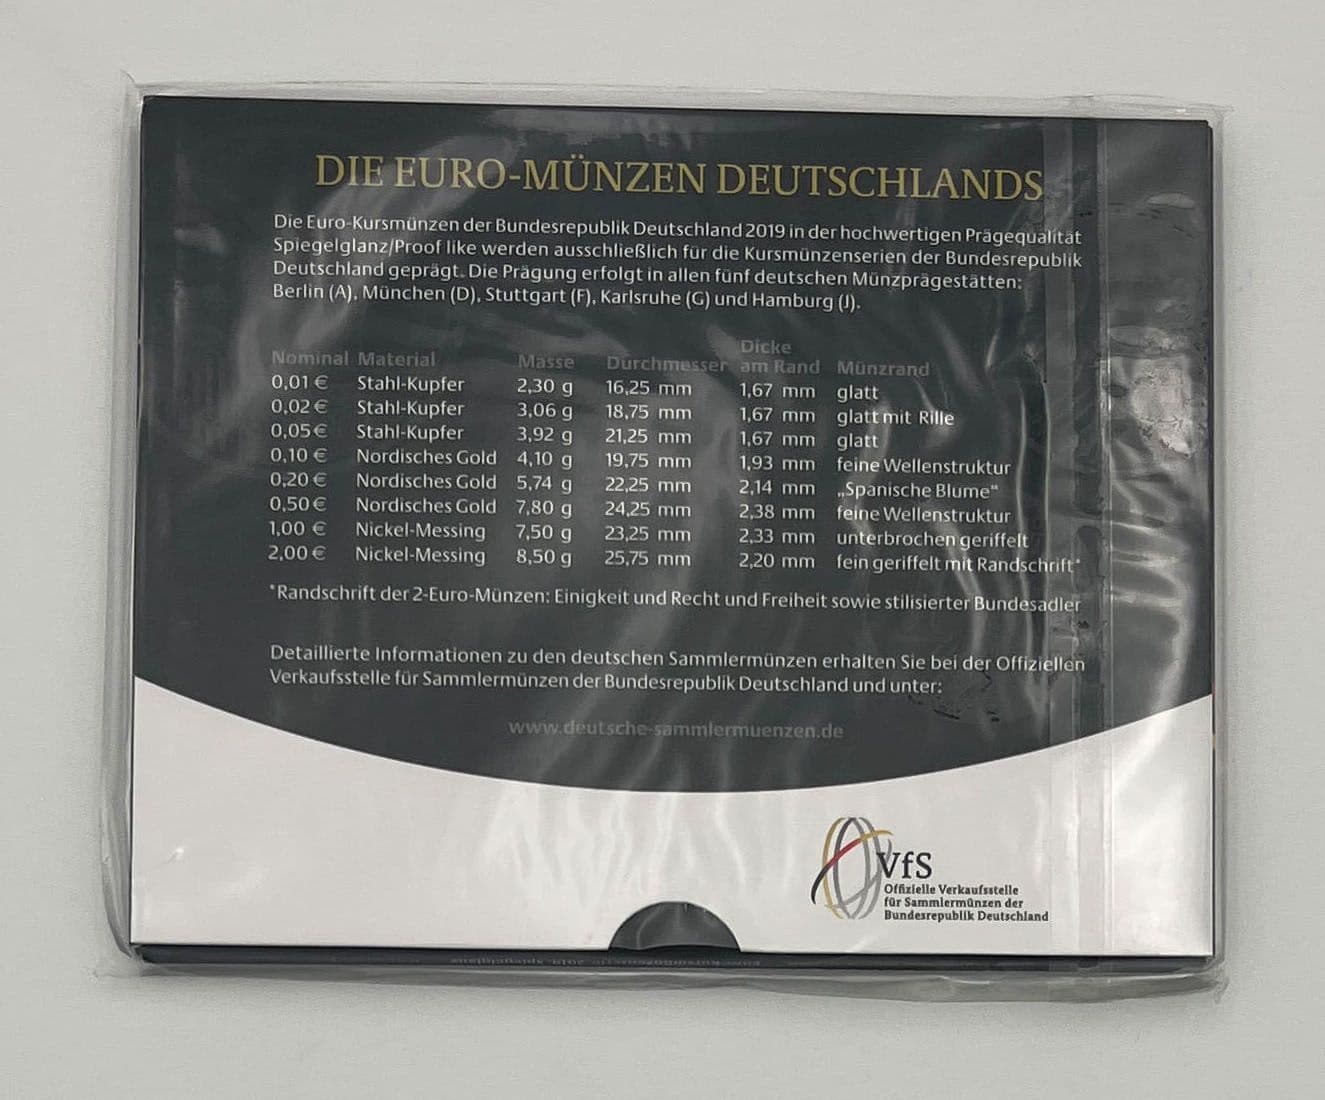 DIE EURO-MÜNZEN DEUTSCHLANDS
Die Euro-Kursmünzen der Bundesrepublik Deutschland 2019 in der hochwertigen Prägequalität
Spiegelglanz/Proof like werden ausschließlich für die Kursmünzenserien der Bundesrepublik
Deutschland geprägt. Die Prägung erfolgt in allen fünf deutschen Münzprägestätten:
Berlin (A), München (D), Stuttgart (F), Karlsruhe (G) und Hamburg (J).
Nominal Material Masse Durchmesser Dicke am Rand Münzrand
0,01 € Stahl-Kupfer 2,30 g 16,25 mm 1,67 mm glatt
0,02 € Stahl-Kupfer 3,06 g 18,75 mm 1,67 mm glatt mit Rille
0,05 € Stahl-Kupfer 3,92 g 21,25 mm 1,67 mm glatt
0,10 € Nordisches Gold 4,10 g 19,75 mm 1,93 mm feine Wellenstruktur
0,20 € Nordisches Gold 5,74 g 22,25 mm 2,14 mm „Spanische Blume“
0,50 € Nordisches Gold 7,80 g 24,25 mm 2,38 mm feine Wellenstruktur
1,00 € Nickel-Messing 7,50 g 23,25 mm 2,33 mm unterbrochen geriffelt
2,00 € Nickel-Messing 8,50 g 25,75 mm 2,20 mm fein geriffelt mit Randschrift*
*Randschrift der 2-Euro-Münzen: Einigkeit und Recht und Freiheit sowie stilisierter Bundesadler
Detaillierte Informationen zu den deutschen Sammlermünzen erhalten Sie bei der Offiziellen
Verkaufsstelle für Sammlermünzen der Bundesrepublik Deutschland und unter:
www.deutsche-sammlermuenzen.de
VfS
Offizielle Verkaufsstelle
für Sammlermünzen der
Bundesrepublik Deutschland